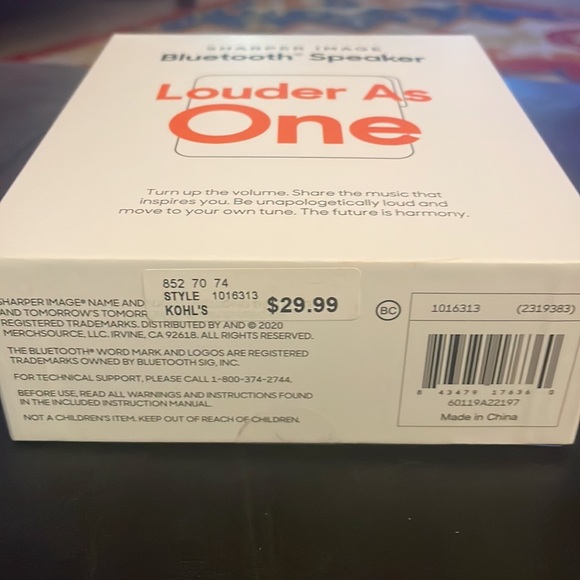 SHARPER IMAGE
Bluetooth® Speaker
Louder As
One
Turn up the volume. Share the music that
inspires you. Be unapologetically loud and
move to your own tune. The future is harmony.
852 70 74
STYLE 1016313
KOHL'S
$29.99
SHARPER IMAGE® NAME AND
AND TOMORROW'S TOMORR
REGISTERED TRADEMARKS. DISTRIBUTED BY AND © 2020
MERCHSOURCE, LLC. IRVINE, CA 92618. ALL RIGHTS RESERVED.
THE BLUETOOTH® WORD MARK AND LOGOS ARE REGISTERED
TRADEMARKS OWNED BY BLUETOOTH SIG, INC.
FOR TECHNICAL SUPPORT, PLEASE CALL 1-800-374-2744.
BEFORE USE, READ ALL WARNINGS AND INSTRUCTIONS FOUND
IN THE INCLUDED INSTRUCTION MANUAL.
NOT A CHILDREN'S ITEM. KEEP OUT OF REACH OF CHILDREN.
BC
1016313 (2319383)
8 43479 17636 0
60119A22197
Made in China